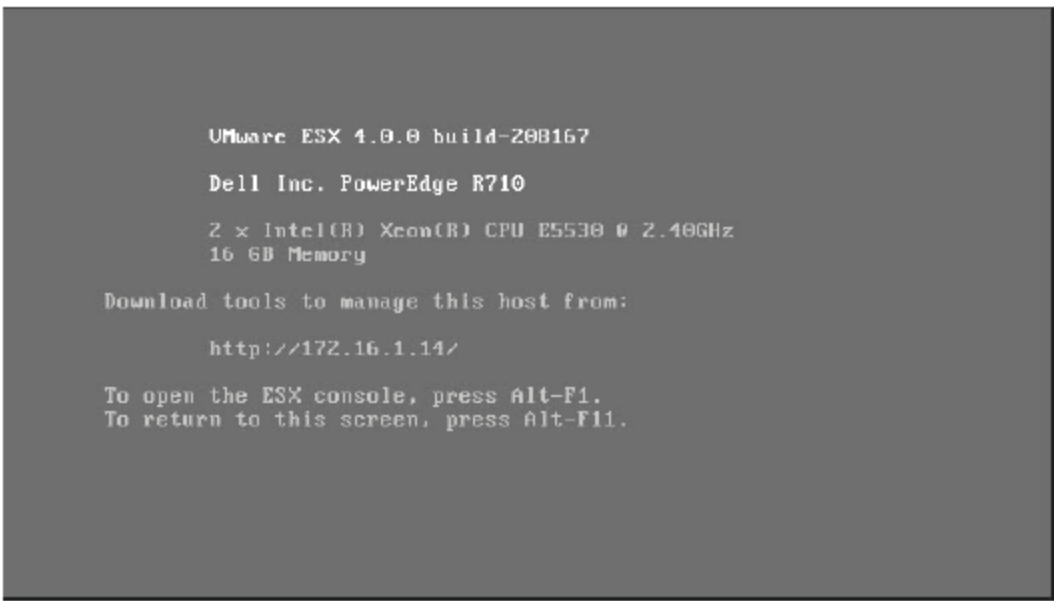 VMware ESX 4.0.0 build-208167
Dell Inc. PowerEdge R710
2 x Intel(R) Xeon(R) CPU E5530 @ 2.40GHz
16 GB Memory
Download tools to manage this host from:
http://172.16.1.14/
To open the ESX console, press Alt-F1.
To return to this screen, press Alt-F11.